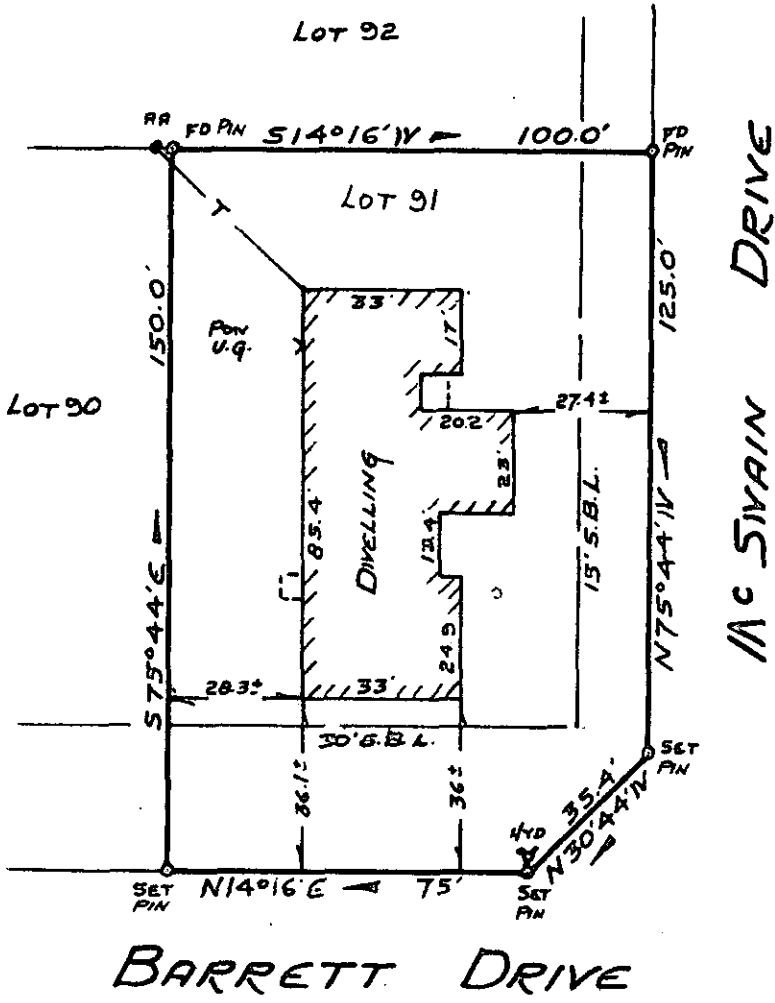 LOT 92
PP
FD PIN
S14°16'W
100.0'
FD
PIN
LOT 91
DRIVE
150.0'
125.0'
33'
17'
POW
U.G.
LOT 90
27.4±
20.2
23'
DWELLING
85.4
12.4
15' S.B.L.
Mc SWAIN
S 75°44'E
N75°44'W
24.9
28.3±
33'
30' S.B.L.
SET
PIN
36.1±
36±
35.4'
N30°44'W
HYD
SET
PIN
N14°16'E
75'
SET
PIN
BARRETT DRIVE